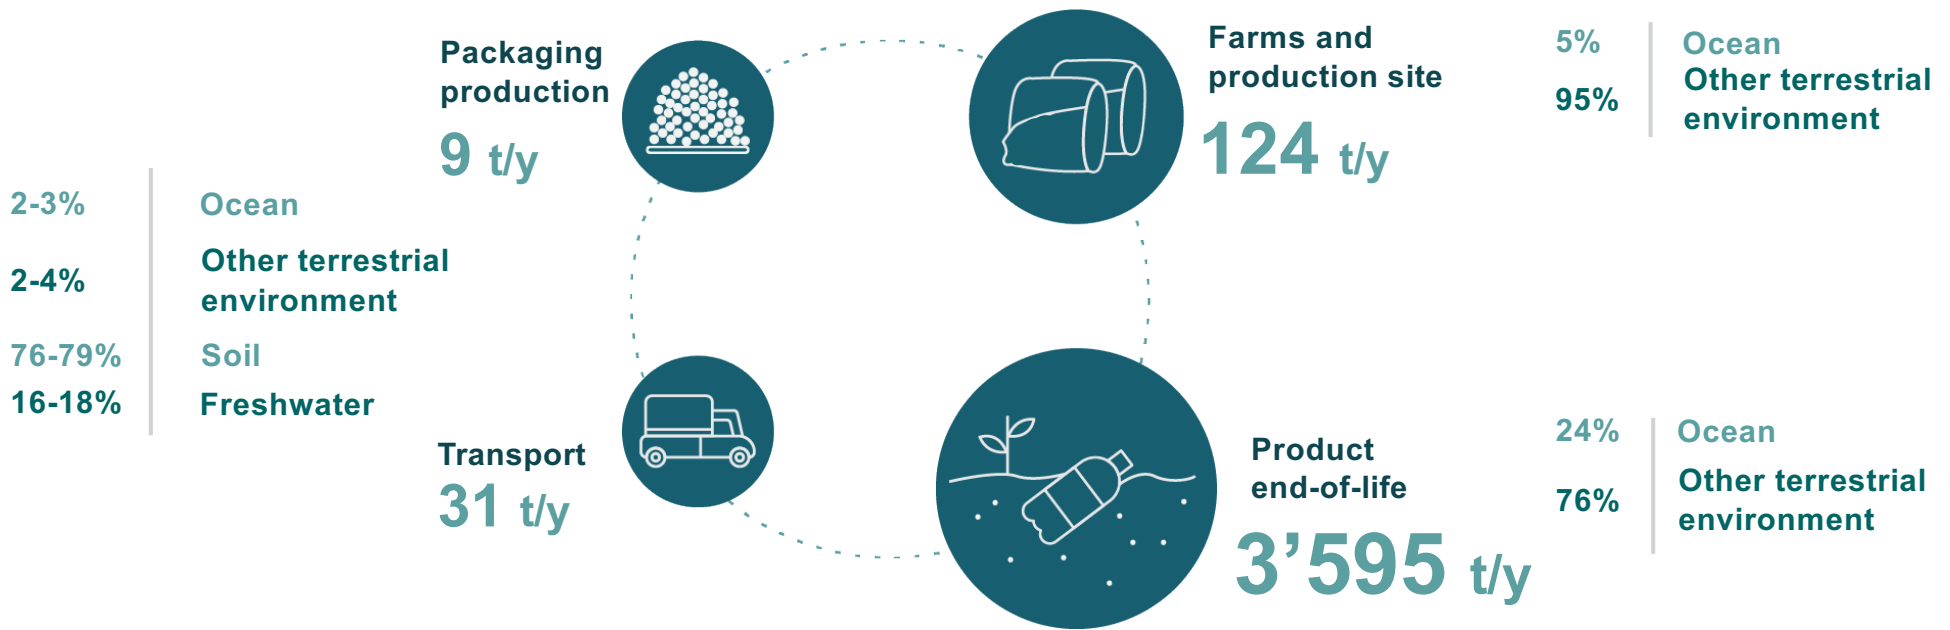 Packaging
production
9 t/y
Farms and
production site
124 t/y
5%
Ocean
95%
Other terrestrial
environment
2-3%
Ocean
2-4%
Other terrestrial
environment
76-79%
Soil
16-18%
Freshwater
Transport
31 t/y
Product
end-of-life
3’595 t/y
24%
Ocean
76%
Other terrestrial
environment